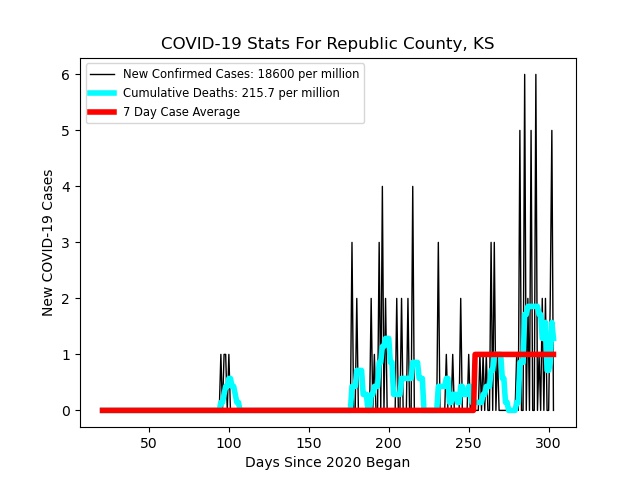 COVID-19 Stats For Republic County, KS
New Confirmed Cases: 18600 per million
Cumulative Deaths: 215.7 per million
7 Day Case Average
New COVID-19 Cases
6
5
4
3
2
1
0
50 100 150 200 250 300
Days Since 2020 Began